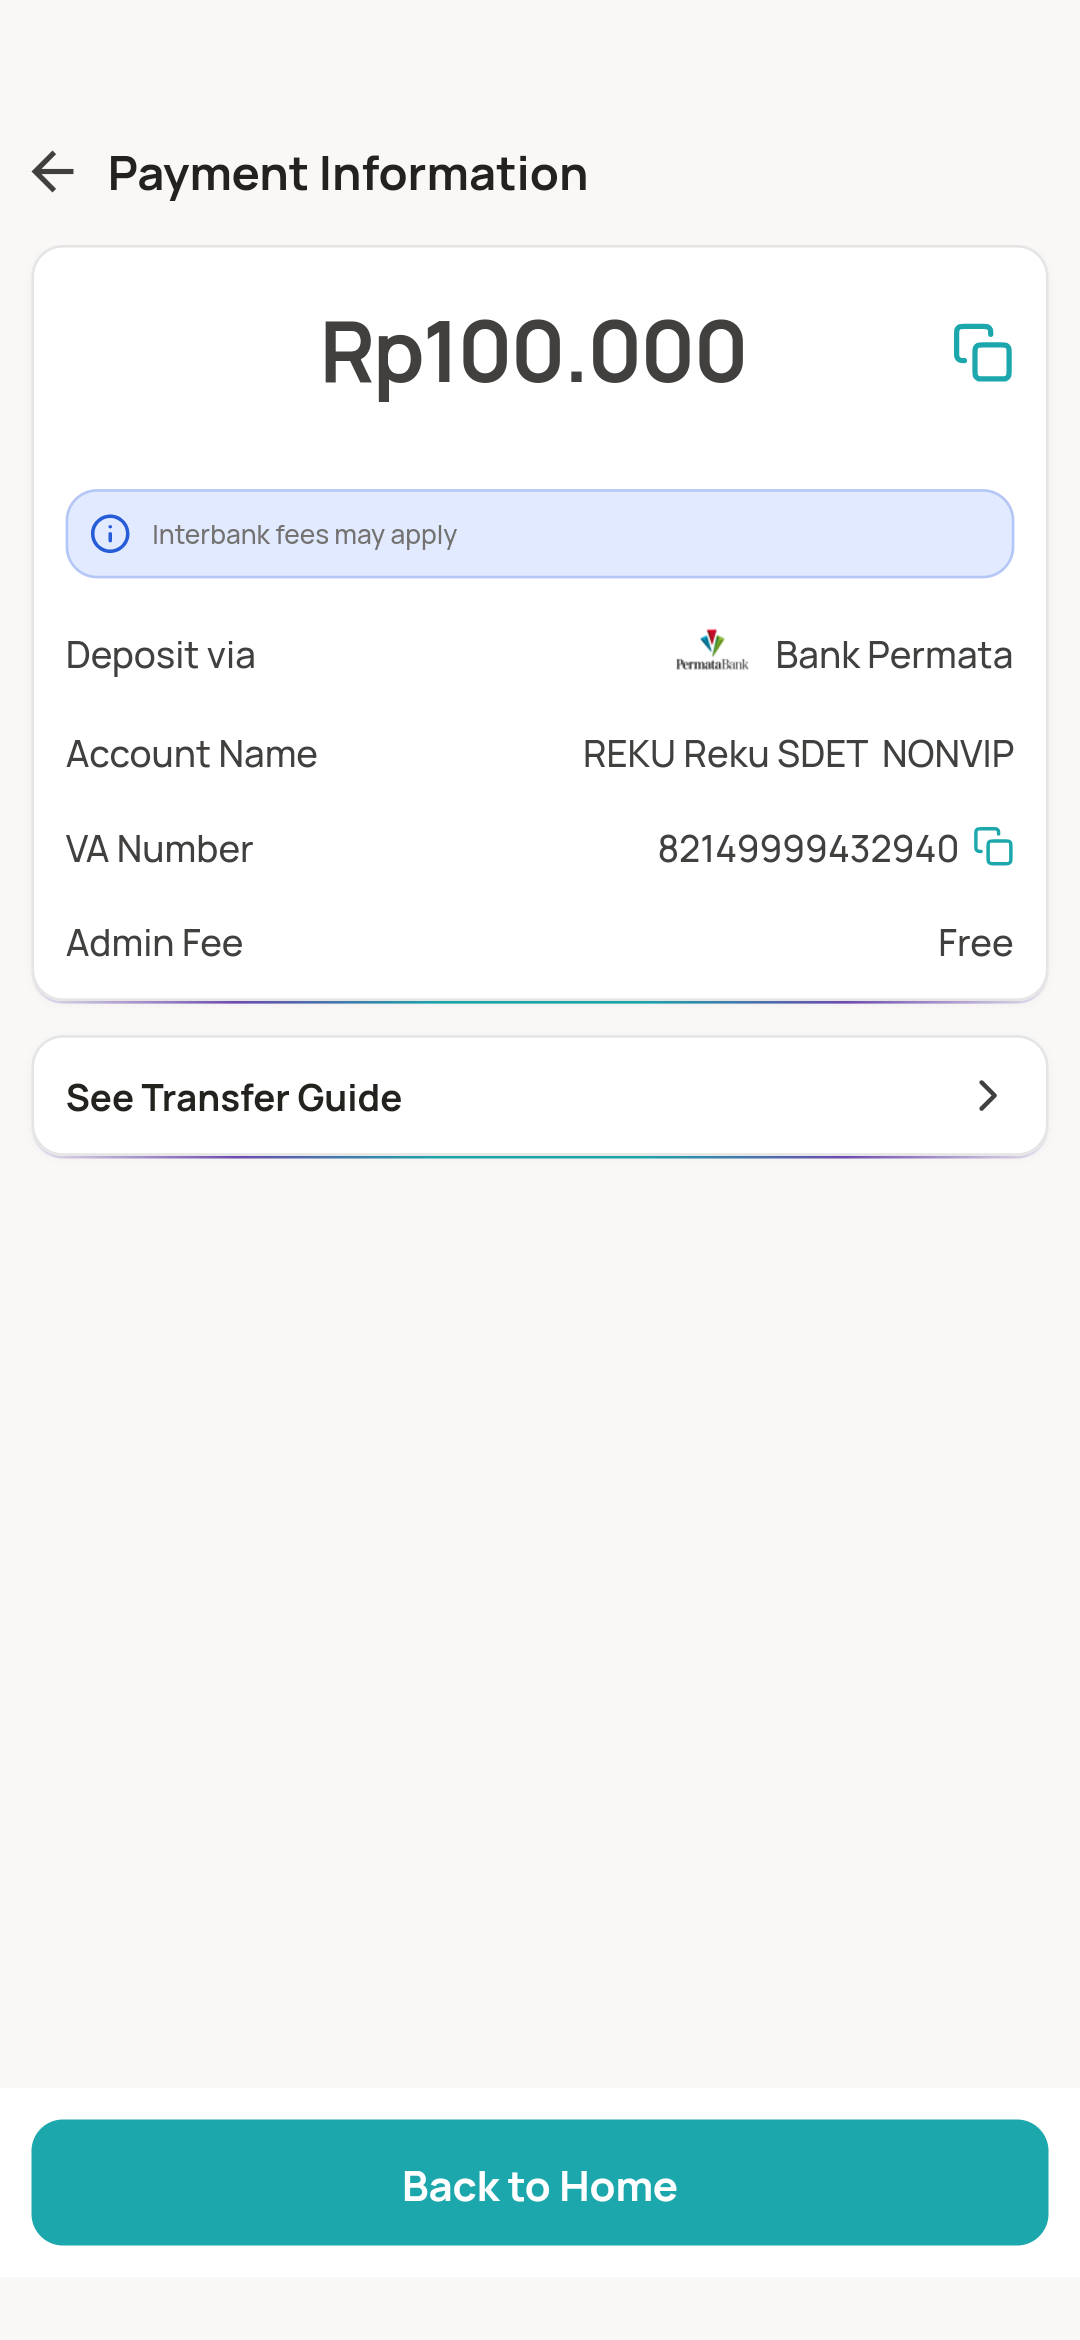 Payment Information
Rp100.000
Interbank fees may apply
Deposit via PermataBank Bank Permata
Account Name REKU Reku SDET  NONVIP
VA Number 82149999432940
Admin Fee Free
See Transfer Guide
Back to Home